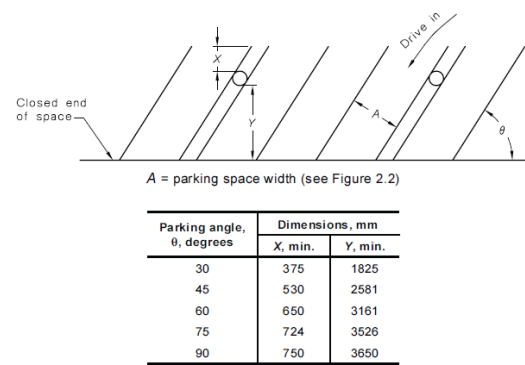 Drive in
X
Closed end
of space
Y
A
θ
A = parking space width (see Figure 2.2)
Parking angle,
θ, degrees
Dimensions, mm
X, min. Y, min.
30 375 1825
45 530 2581
60 650 3161
75 724 3526
90 750 3650